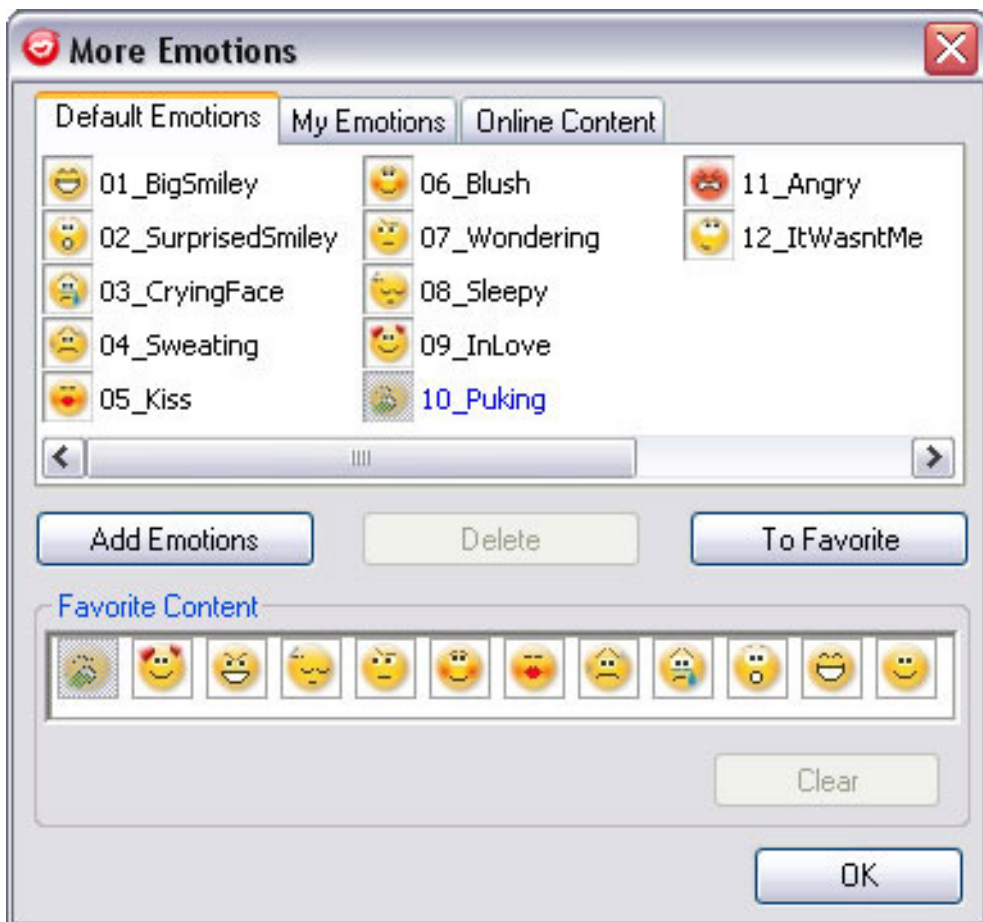 More Emotions
Default Emotions My Emotions Online Content
01_BigSmiley 06_Blush 11_Angry
02_SurprisedSmiley 07_Wondering 12_ItWasntMe
03_CryingFace 08_Sleepy
04_Sweating 09_InLove
05_Kiss 10_Puking
Add Emotions Delete To Favorite
Favorite Content
Clear
OK